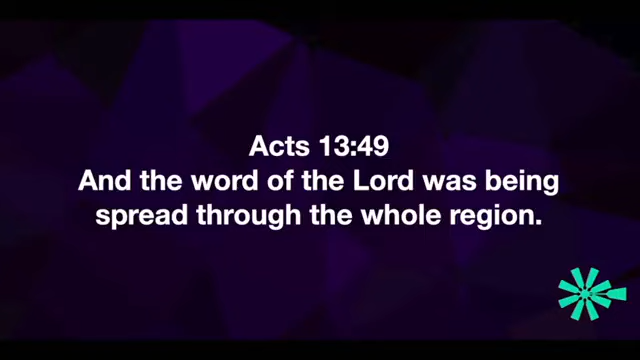 Acts 13:49
And the word of the Lord was being
spread through the whole region.